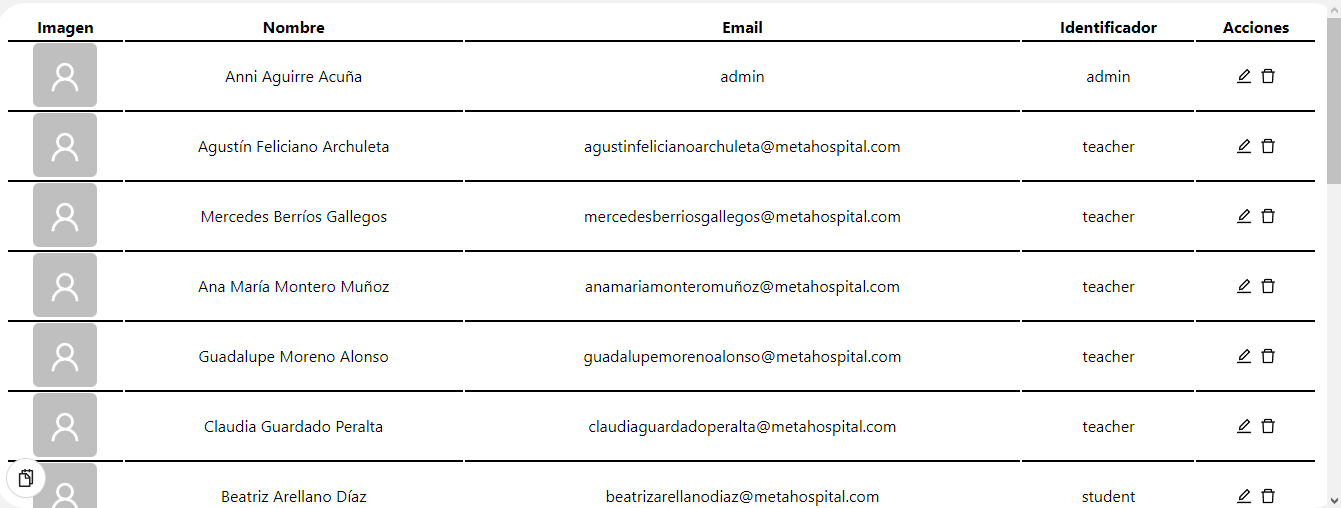 Imagen Nombre Email Identificador Acciones
Anni Aguirre Acuña admin admin
Agustín Feliciano Archuleta agustinfelicianoarchuleta@metahospital.com teacher
Mercedes Berríos Gallegos mercedesberriosgallegos@metahospital.com teacher
Ana María Montero Muñoz anamariamonteromuñoz@metahospital.com teacher
Guadalupe Moreno Alonso guadalupemorenoalonso@metahospital.com teacher
Claudia Guardado Peralta claudiaguardadoperalta@metahospital.com teacher
Beatriz Arellano Díaz beatrizarellanodiaz@metahospital.com student